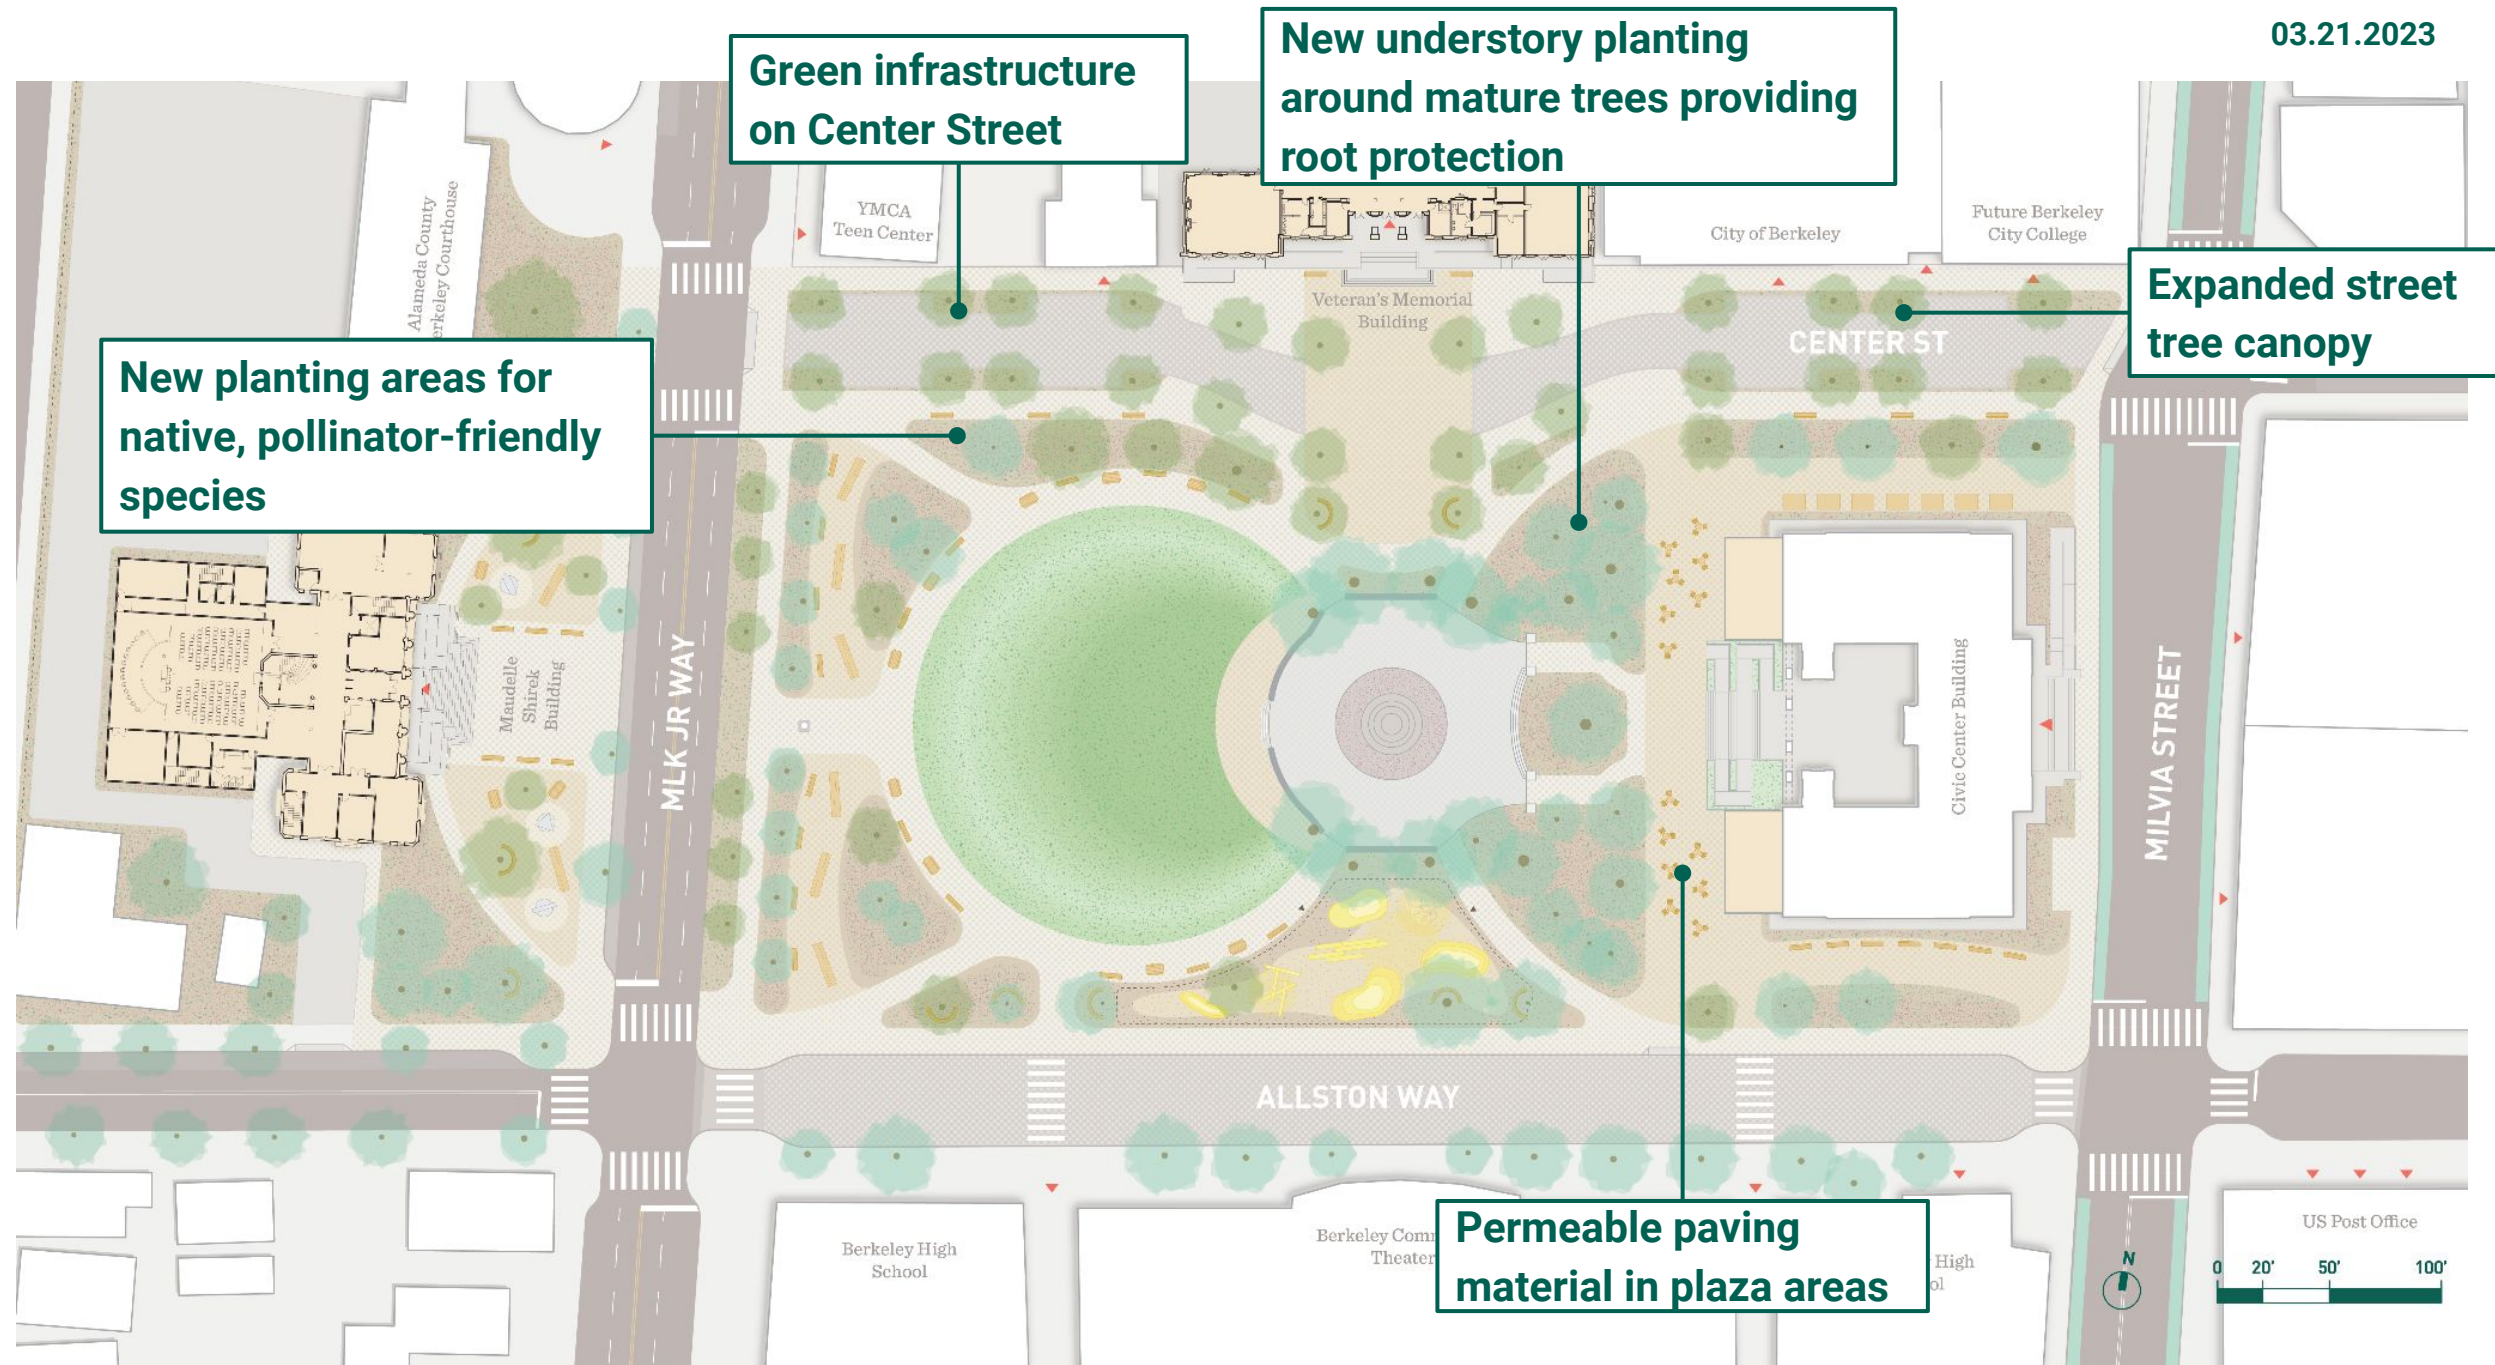 03.21.2023
Green infrastructure
on Center Street
New understory planting
around mature trees providing
root protection
Alameda County
Berkeley Courthouse
YMCA
Teen Center
City of Berkeley
Future Berkeley
City College
Veteran's Memorial
Building
CENTER ST
Expanded street
tree canopy
New planting areas for
native, pollinator-friendly
species
Maudelle
Shirek
Building
MLK JR WAY
Civic Center Building
MILVIA STREET
ALLSTON WAY
Berkeley High
School
Berkeley
Theater
Permeable paving
material in plaza areas
High
US Post Office
N
0 20' 50' 100'